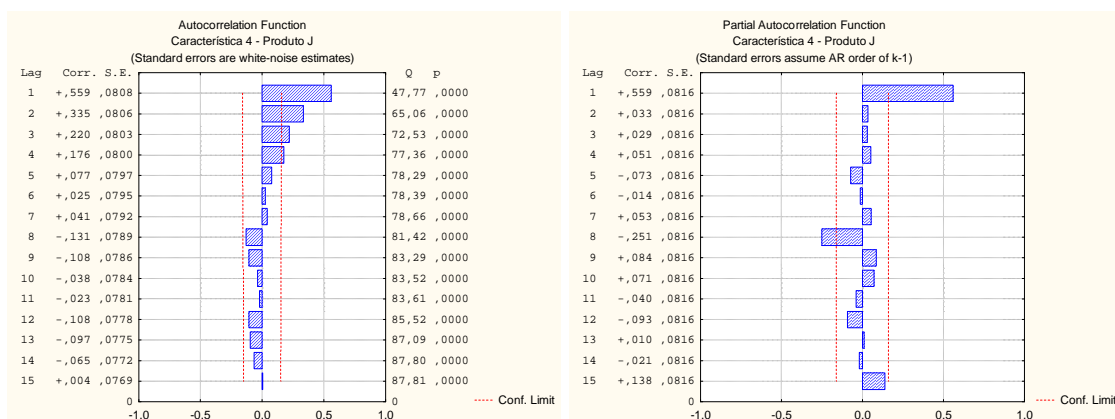 Autocorrelation Function
Característica 4 - Produto J
(Standard errors are white-noise estimates)
Lag Corr. S.E. Q p
1 +,559 ,0808 47,77 ,0000
2 +,335 ,0806 65,06 ,0000
3 +,220 ,0803 72,53 ,0000
4 +,176 ,0800 77,36 ,0000
5 +,077 ,0797 78,29 ,0000
6 +,025 ,0795 78,39 ,0000
7 +,041 ,0792 78,66 ,0000
8 -,131 ,0789 81,42 ,0000
9 -,108 ,0786 83,29 ,0000
10 -,038 ,0784 83,52 ,0000
11 -,023 ,0781 83,61 ,0000
12 -,108 ,0778 85,52 ,0000
13 -,097 ,0775 87,09 ,0000
14 -,065 ,0772 87,80 ,0000
15 +,004 ,0769 87,81 ,0000
0 0
-1.0 -0.5 0.0 0.5 1.0
Conf. Limit
Partial Autocorrelation Function
Característica 4 - Produto J
(Standard errors assume AR order of k-1)
Lag Corr. S.E.
1 +,559 ,0816
2 +,033 ,0816
3 +,029 ,0816
4 +,051 ,0816
5 -,073 ,0816
6 -,014 ,0816
7 +,053 ,0816
8 -,251 ,0816
9 +,084 ,0816
10 +,071 ,0816
11 -,040 ,0816
12 -,093 ,0816
13 +,010 ,0816
14 -,021 ,0816
15 +,138 ,0816
0 0
-1.0 -0.5 0.0 0.5 1.0
Conf. Limit